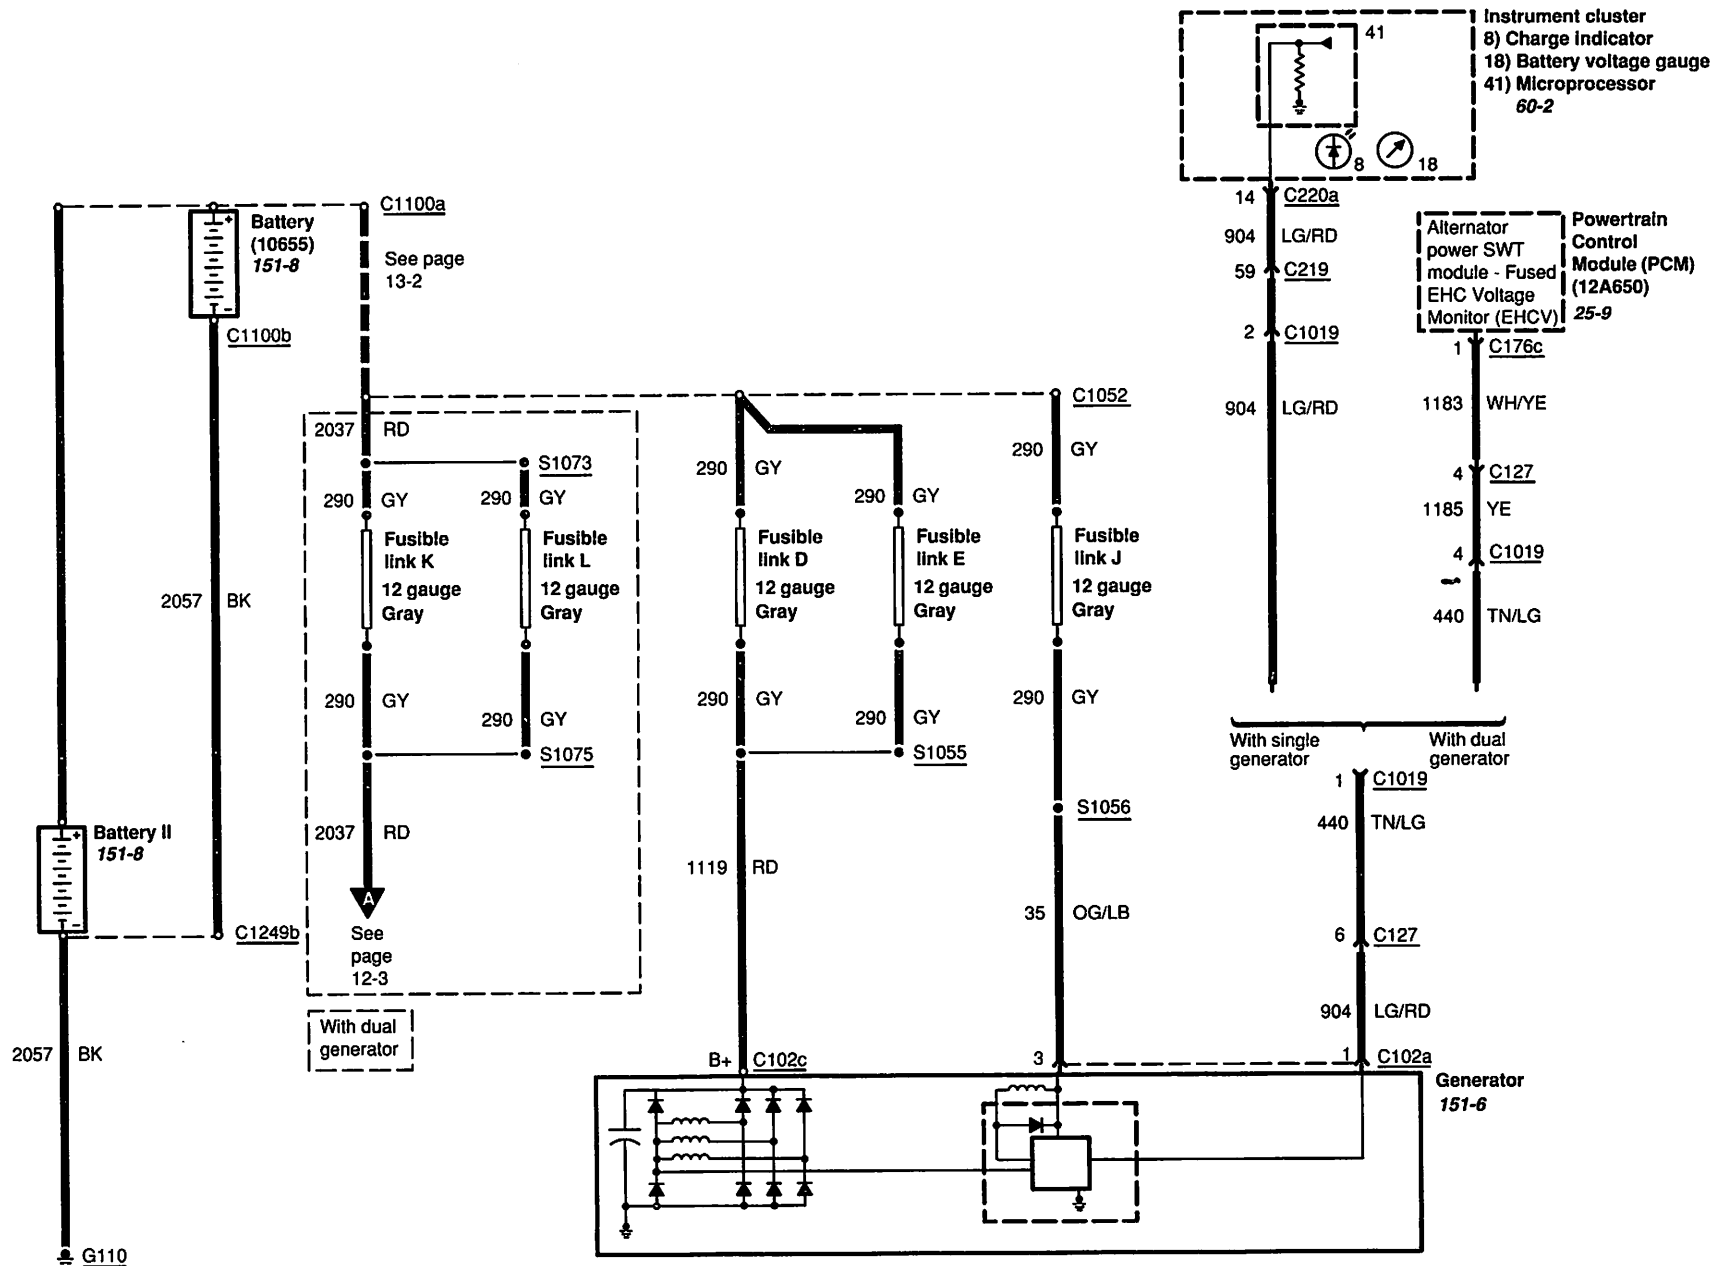 41
Instrument cluster
8) Charge indicator
18) Battery voltage gauge
41) Microprocessor
60-2
8
18
14
C220a
904
LG/RD
59
C219
2
C1019
904
LG/RD
With single
generator
Alternator
power SWT
module - Fused
EHC Voltage
Monitor (EHCV)
Powertrain
Control
Module (PCM)
(12A650)
25-9
1
C176c
1183
WH/YE
4
C127
1185
YE
4
C1019
440
TN/LG
With dual
generator
1
C1019
440
TN/LG
6
C127
904
LG/RD
1
C102a
C1100a
See page
13-2
+
Battery
(10655)
151-8
-
C1100b
2057
BK
+
Battery II
151-8
-
C1249b
2057
BK
G110
2037
RD
S1073
290
GY
290
GY
Fusible
link K
12 gauge
Gray
Fusible
link L
12 gauge
Gray
290
GY
290
GY
S1075
2037
RD
A
See
page
12-3
With dual
generator
C1052
290
GY
290
GY
290
GY
Fusible
link D
12 gauge
Gray
Fusible
link E
12 gauge
Gray
Fusible
link J
12 gauge
Gray
290
GY
290
GY
290
GY
S1055
S1056
1119
RD
35
OG/LB
B+
C102c
3
Generator
151-6